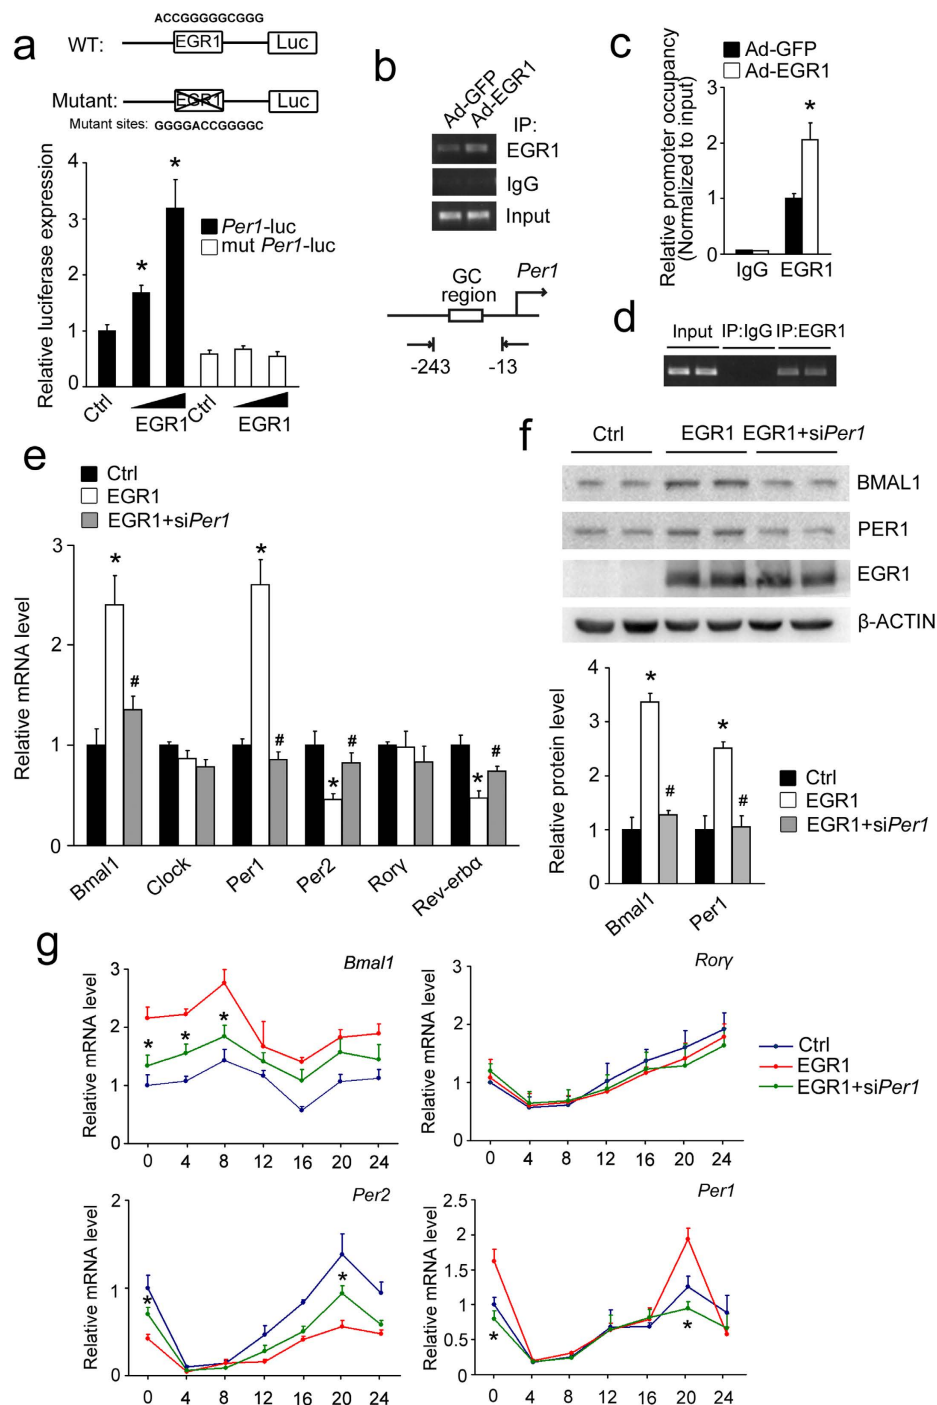 a
ACCGGGGGCGGG
WT:
EGR1
Luc
Mutant:
EGR1
Luc
Mutant sites: GGGGACCGGGGC
Relative luciferase expression
4
3
2
1
0
*
*
Per1-luc
mut Per1-luc
Ctrl
EGR1
Ctrl
EGR1
b
Ad-GFP
Ad-EGR1
IP:
EGR1
IgG
Input
GC
region
Per1
-243
-13
c
Ad-GFP
Ad-EGR1
Relative promoter occupancy
(Normalized to input)
3
2
1
0
*
IgG
EGR1
d
Input
IP:IgG
IP:EGR1
e
Ctrl
EGR1
EGR1+siPer1
Relative mRNA level
3
2
1
0
*
#
*
#
*
#
*
#
Bmal1
Clock
Per1
Per2
Rorγ
Rev-erbα
f
Ctrl
EGR1
EGR1+siPer1
BMAL1
PER1
EGR1
β-ACTIN
Relative protein level
4
3
2
1
0
*
#
*
#
Ctrl
EGR1
EGR1+siPer1
Bmal1
Per1
g
Bmal1
Relative mRNA level
3
2
1
0
* * *
0 4 8 12 16 20 24
Rorγ
Relative mRNA level
3
2
1
0
0 4 8 12 16 20 24
Ctrl
EGR1
EGR1+siPer1
Per2
Relative mRNA level
2
1
0
* *
0 4 8 12 16 20 24
Per1
Relative mRNA level
2.5
2
1.5
1
0.5
0
* *
0 4 8 12 16 20 24